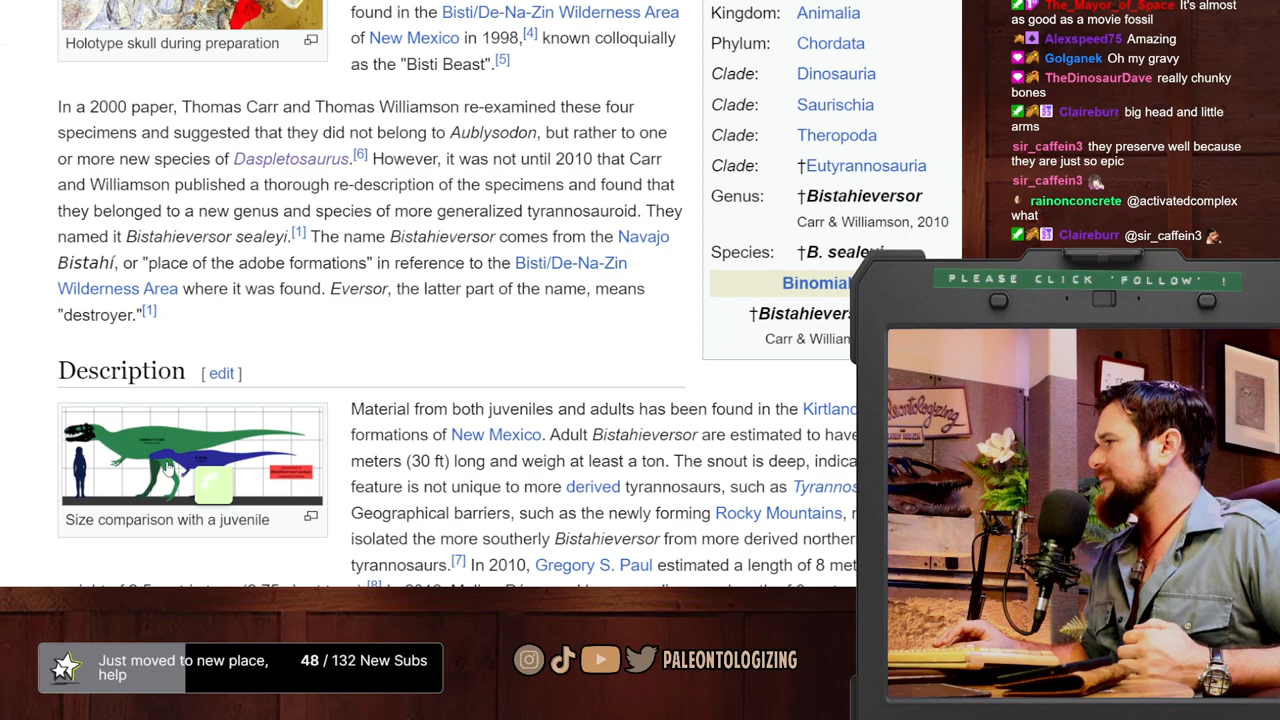 found in the Bisti/De-Na-Zin Wilderness Area
of New Mexico in 1998,[4] known colloquially
as the "Bisti Beast".[5]
Holotype skull during preparation
In a 2000 paper, Thomas Carr and Thomas Williamson re-examined these four
specimens and suggested that they did not belong to Aublysodon, but rather to one
or more new species of Daspletosaurus.[6] However, it was not until 2010 that Carr
and Williamson published a thorough re-description of the specimens and found that
they belonged to a new genus and species of more generalized tyrannosauroid. They
named it Bistahieversor sealeyi.[1] The name Bistahieversor comes from the Navajo
Bistahí, or "place of the adobe formations" in reference to the Bisti/De-Na-Zin
Wilderness Area where it was found. Eversor, the latter part of the name, means
"destroyer."[1]
Description [ edit ]
Size comparison with a juvenile
Material from both juveniles and adults has been found in the Kirtland
formations of New Mexico. Adult Bistahieversor are estimated to have
meters (30 ft) long and weigh at least a ton. The snout is deep, indica
feature is not unique to more derived tyrannosaurs, such as Tyrannos
Geographical barriers, such as the newly forming Rocky Mountains,
isolated the more southerly Bistahieversor from more derived northern
tyrannosaurs.[7] In 2010, Gregory S. Paul estimated a length of 8 met
Kingdom: Animalia
Phylum: Chordata
Clade: Dinosauria
Clade: Saurischia
Clade: Theropoda
Clade: †Eutyrannosauria
Genus: †Bistahieversor
Carr & Williamson, 2010
Species: †B. sealeyi
Binomial
†Bistahievers
Carr & William
The_Mayor_of_Space It's almost
as good as a movie fossil
Alexspeed75 Amazing
Golganek Oh my gravy
TheDinosaurDave really chunky
bones
Claireburr big head and little
arms
sir_caffein3 they preserve well because
they are just so epic
sir_caffein3
rainonconcrete @activatedcomplex
what
Claireburr @sir_caffein3
PLEASE CLICK 'FOLLOW' !
Just moved to new place,
help
48 / 132 New Subs
PALEONTOLOGIZING